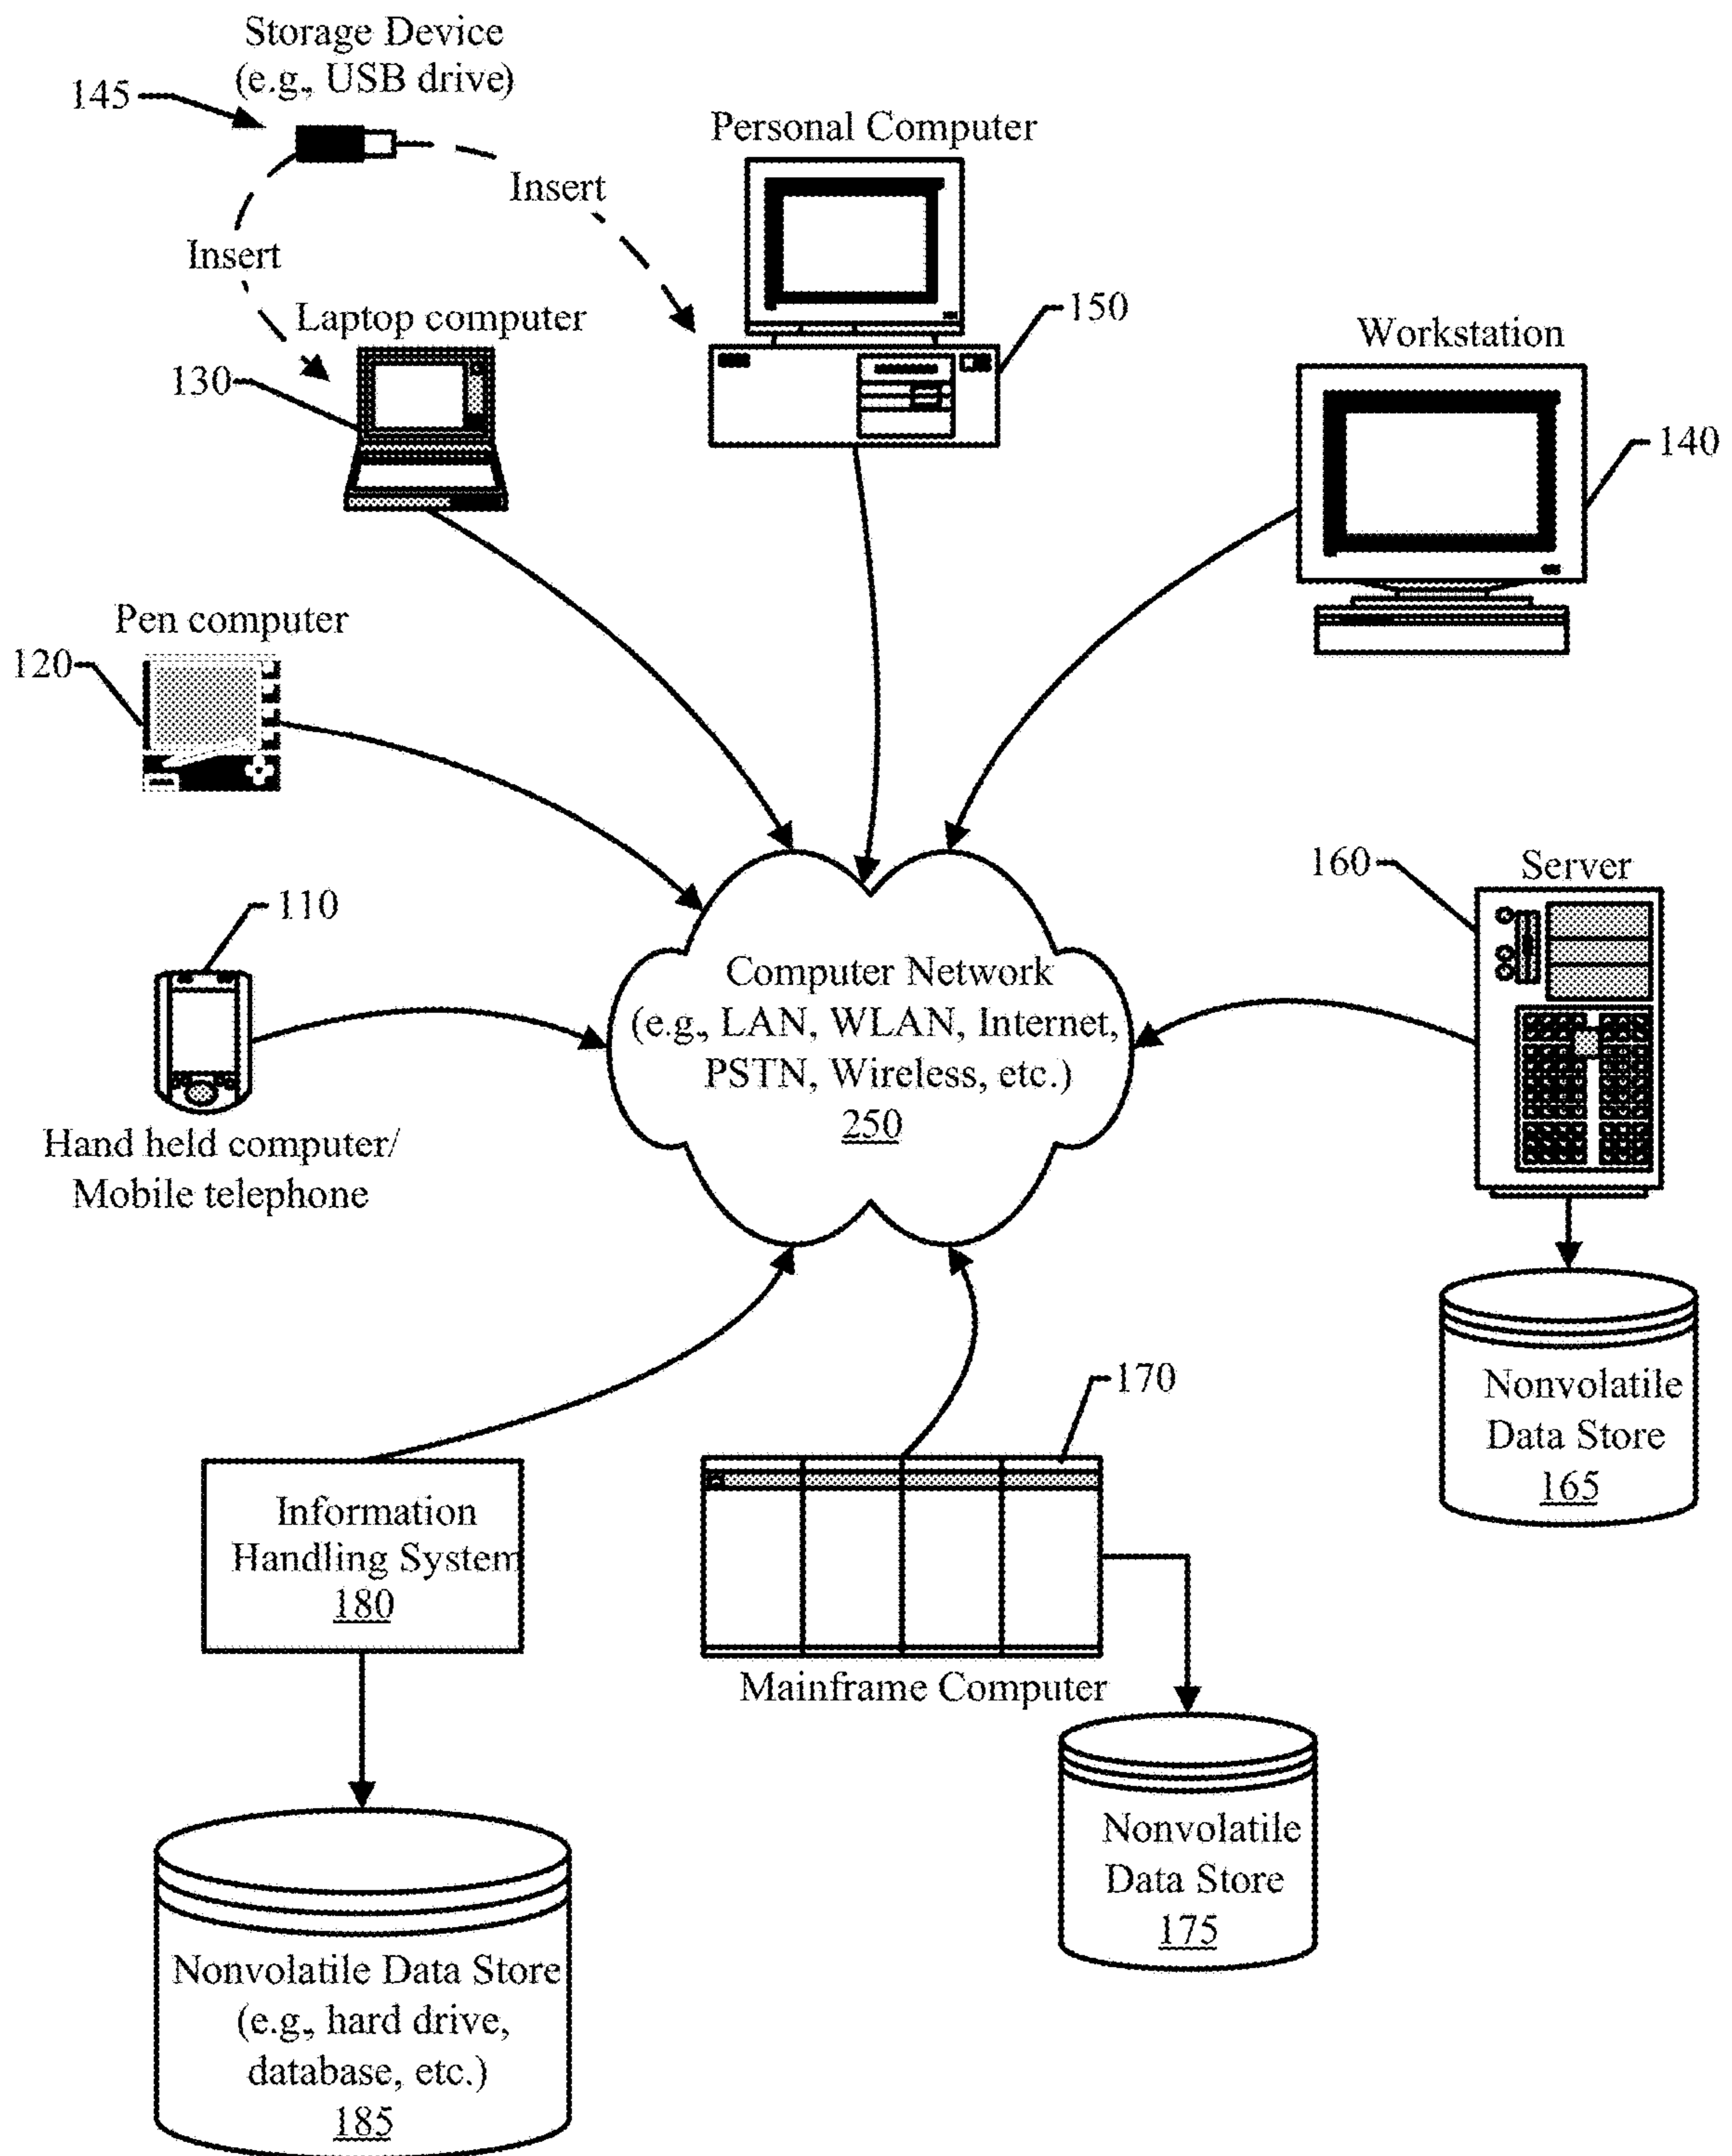 Storage Device
(e.g., USB drive)
145
Insert
Insert
Personal Computer
150
Laptop computer
130
Workstation
140
Pen computer
120
110
Hand held computer/
Mobile telephone
Computer Network
(e.g., LAN, WLAN, Internet,
PSTN, Wireless, etc.)
250
160
Server
Nonvolatile
Data Store
165
170
Mainframe Computer
Information
Handling System
180
Nonvolatile
Data Store
175
Nonvolatile Data Store
(e.g., hard drive,
database, etc.)
185